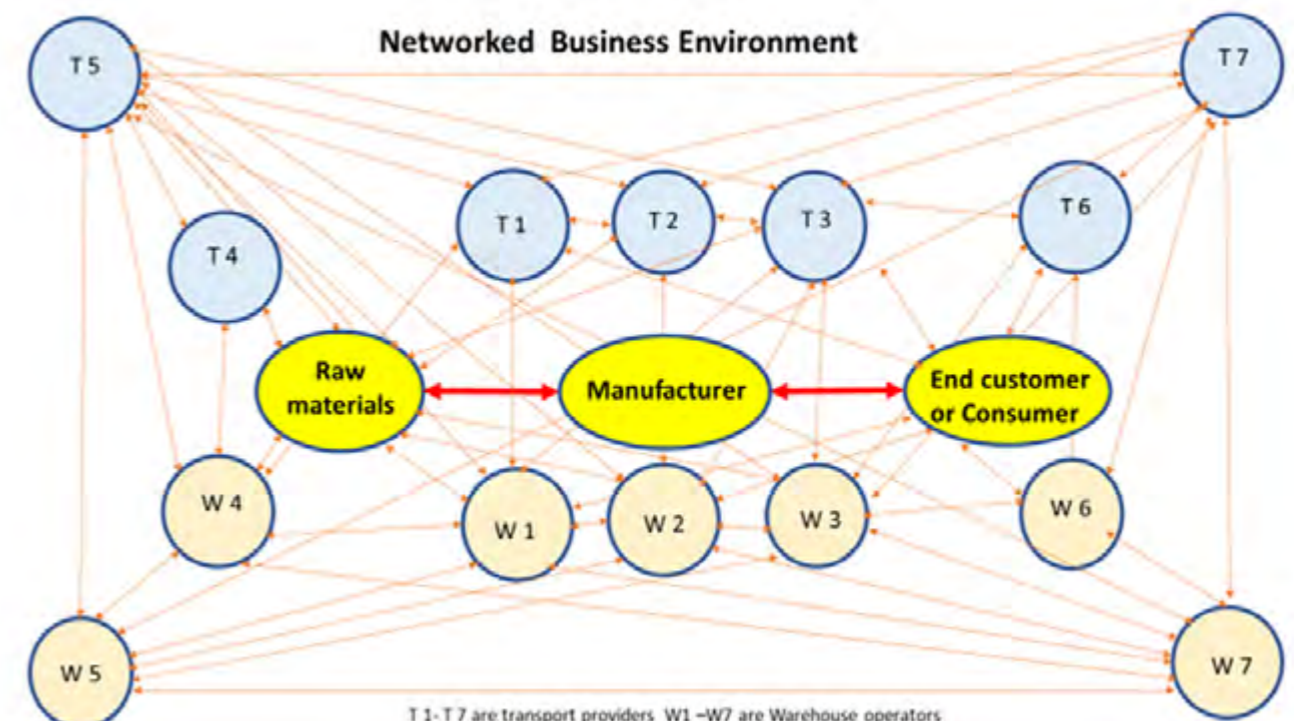 Networked Business Environment
T 5
T 7
T 1
T 2
T 3
T 6
T 4
Raw
materials
Manufacturer
End customer
or Consumer
W 4
W 1
W 2
W 3
W 6
W 5
W 7
T 1- T 7 are transport providers W1 –W7 are Warehouse operators